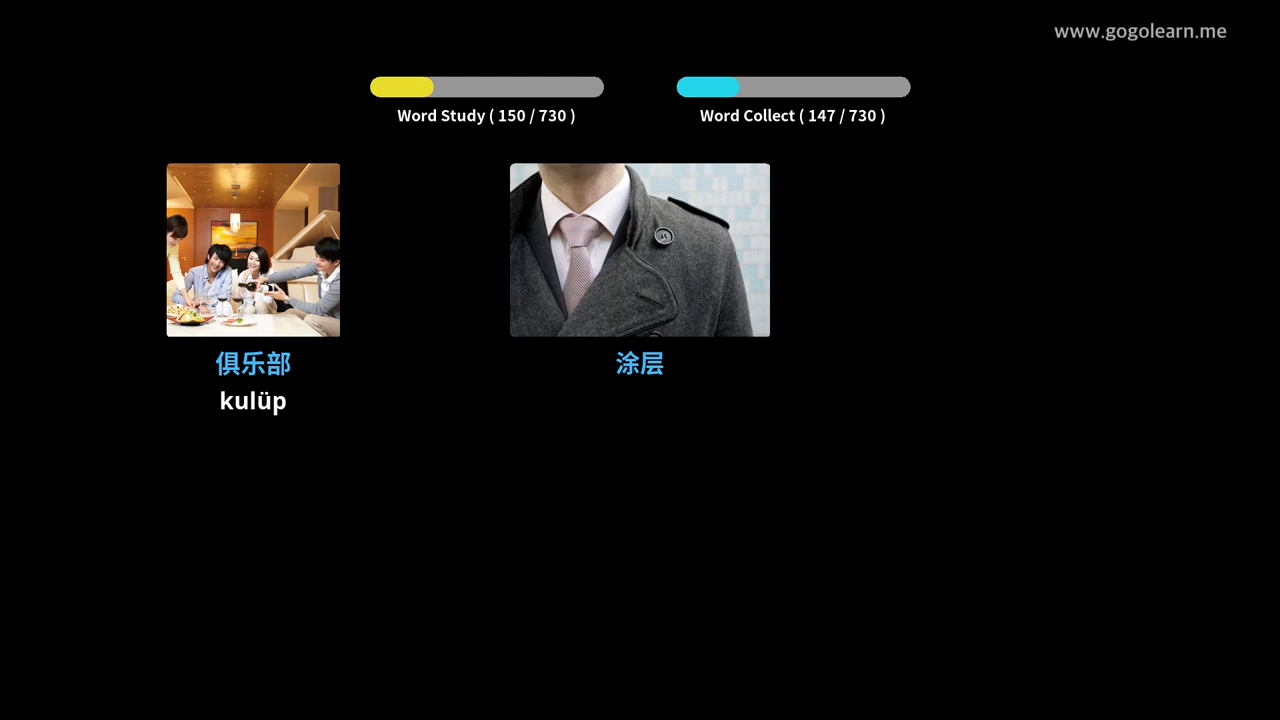 www.gogolearn.me
Word Study ( 150 / 730 )
Word Collect ( 147 / 730 )
俱乐部
kulüp
涂层